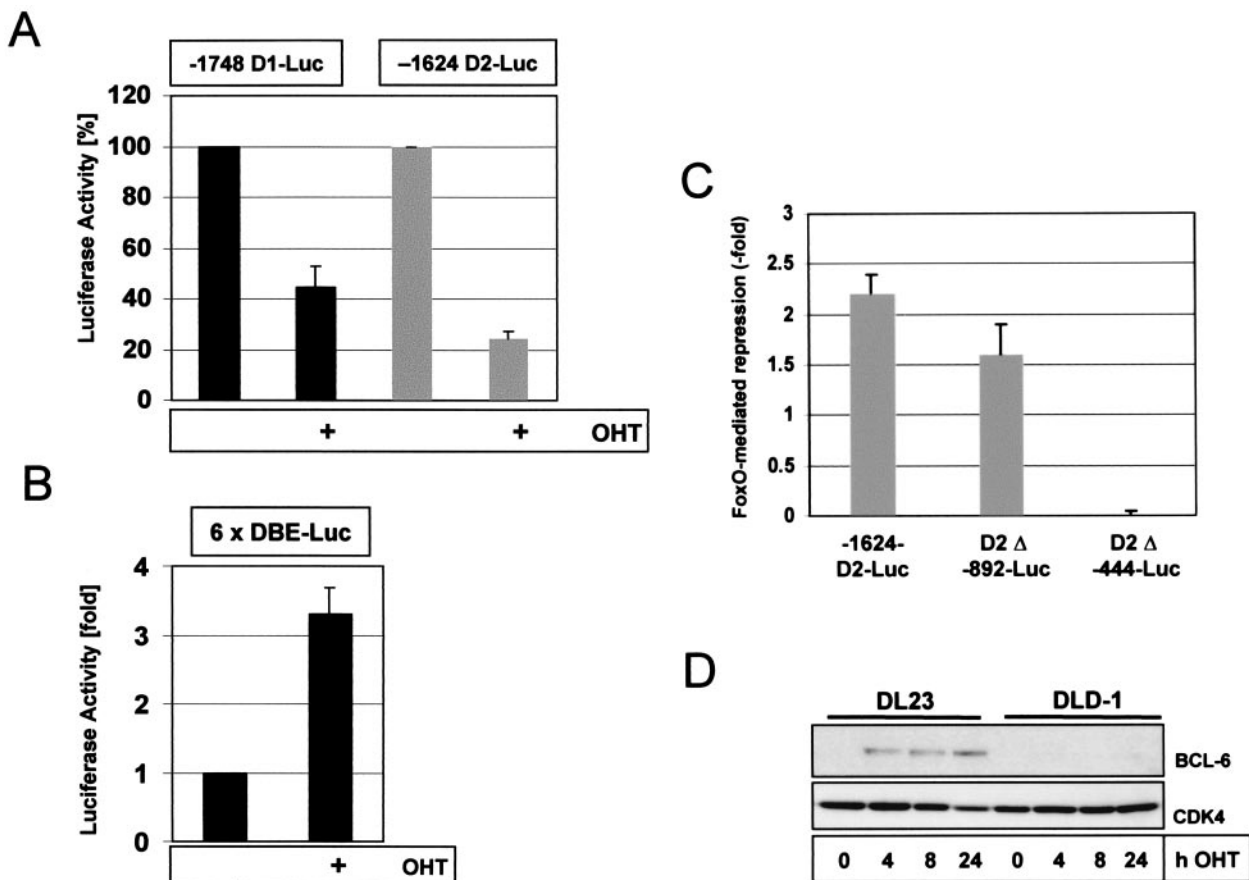 A
-1748 D1-Luc
–1624 D2-Luc
Luciferase Activity [%]
120
100
80
60
40
20
0
+
+
OHT
B
6 x DBE-Luc
Luciferase Activity [fold]
4
3
2
1
0
+
OHT
C
FoxO-mediated repression (-fold)
3
2.5
2
1.5
1
1.5
0
-1624-
D2-Luc
D2 Δ
-892-Luc
D2 Δ
-444-Luc
D
DL23
DLD-1
BCL-6
CDK4
0 4 8 24 0 4 8 24 h OHT